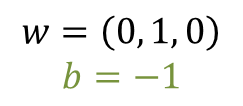 w = (0, 1, 0)
b = −1